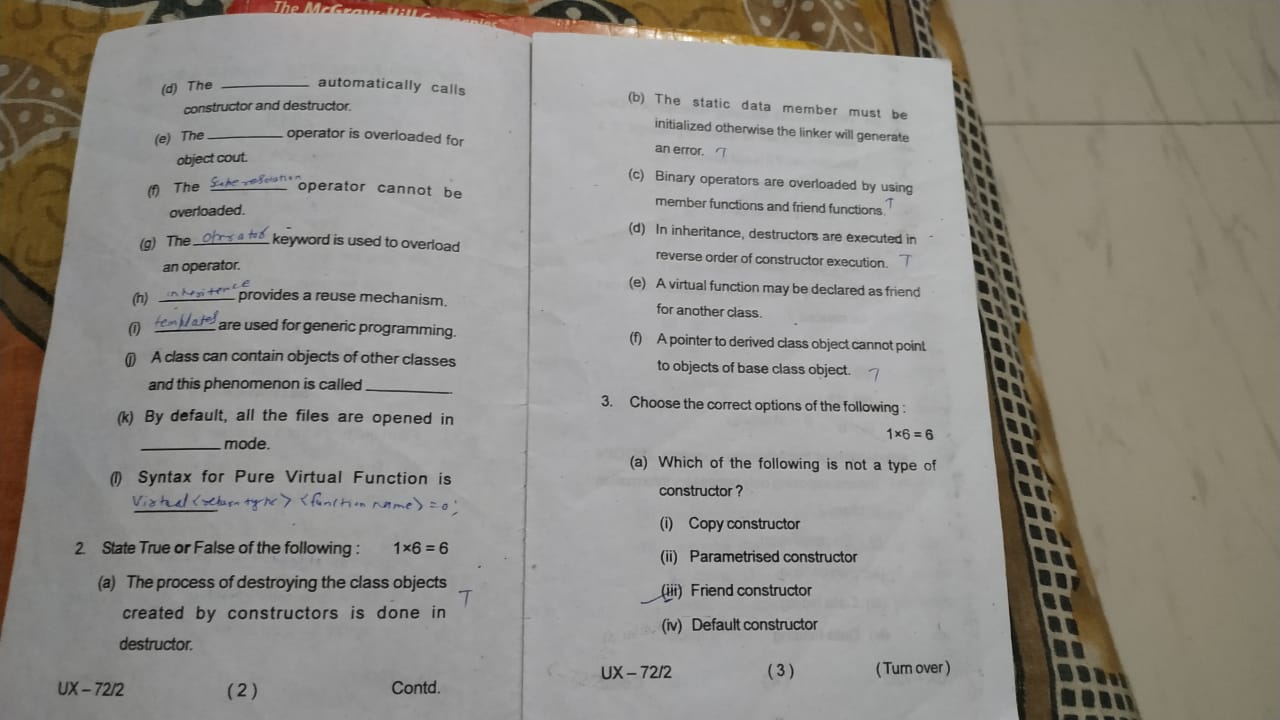 The McGraw-Hill Companies
(d) The __________ automatically calls
constructor and destructor.
(e) The __________ operator is overloaded for
object cout.
(f) The operator cannot be
overloaded.
(g) The keyword is used to overload
an operator.
(h) inheritence provides a reuse mechanism.
(i) templates are used for generic programming.
(j) A class can contain objects of other classes
and this phenomenon is called __________.
(k) By default, all the files are opened in
__________ mode.
(l) Syntax for Pure Virtual Function is
Virtual <return type> <function name> = 0;
2. State True or False of the following : 1×6 = 6
(a) The process of destroying the class objects
created by constructors is done in T
destructor.
UX – 72/2 ( 2 ) Contd.
(b) The static data member must be
initialized otherwise the linker will generate
an error. T
(c) Binary operators are overloaded by using
member functions and friend functions. T
(d) In inheritance, destructors are executed in
reverse order of constructor execution. T
(e) A virtual function may be declared as friend
for another class.
(f) A pointer to derived class object cannot point
to objects of base class object. T
3. Choose the correct options of the following :
1×6 = 6
(a) Which of the following is not a type of
constructor ?
(i) Copy constructor
(ii) Parametrised constructor
(iii) Friend constructor
(iv) Default constructor
UX – 72/2 ( 3 ) ( Turn over )